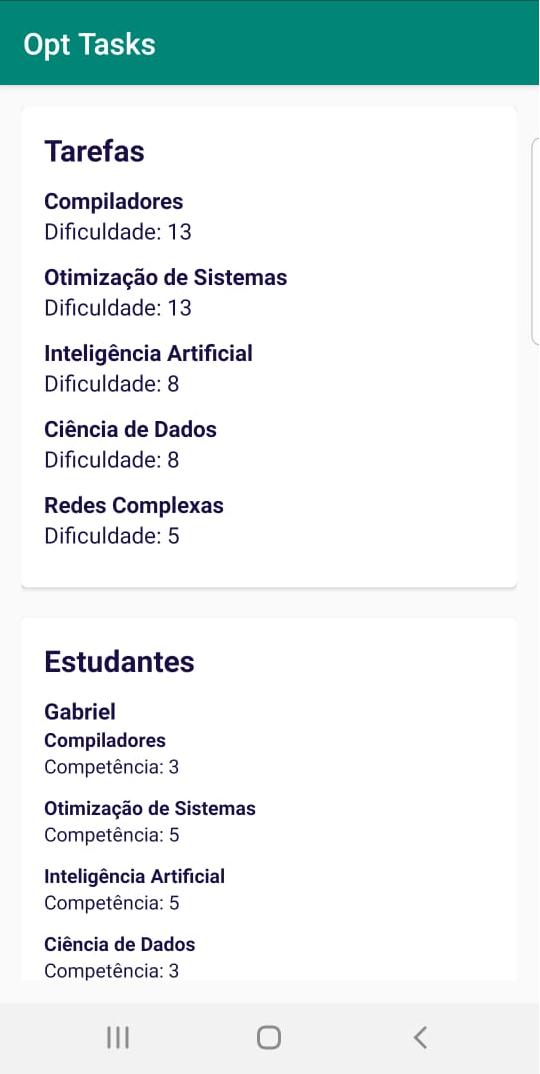 Opt Tasks
Tarefas
Compiladores
Dificuldade: 13
Otimização de Sistemas
Dificuldade: 13
Inteligência Artificial
Dificuldade: 8
Ciência de Dados
Dificuldade: 8
Redes Complexas
Dificuldade: 5
Estudantes
Gabriel
Compiladores
Competência: 3
Otimização de Sistemas
Competência: 5
Inteligência Artificial
Competência: 5
Ciência de Dados
Competência: 3